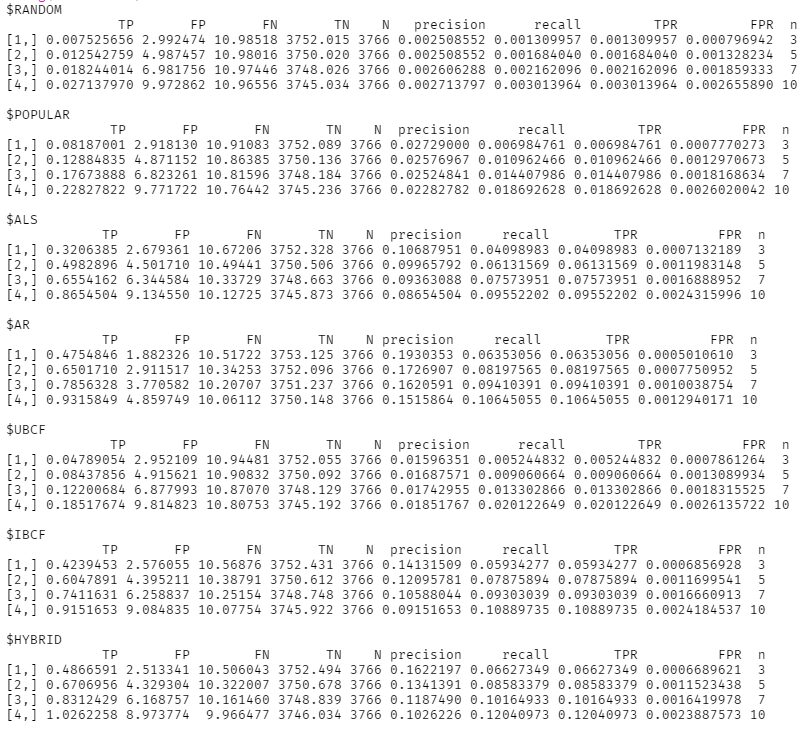 $RANDOM
TP FP FN TN N precision recall TPR FPR n
[1,] 0.007525656 2.992474 10.98518 3752.015 3766 0.002508552 0.001309957 0.001309957 0.000796942 3
[2,] 0.012542759 4.987457 10.98016 3750.020 3766 0.002508552 0.001684040 0.001684040 0.001328234 5
[3,] 0.018244014 6.981756 10.97446 3748.026 3766 0.002606288 0.002162096 0.002162096 0.001859333 7
[4,] 0.027137970 9.972862 10.96556 3745.034 3766 0.002713797 0.003013964 0.003013964 0.002655890 10
$POPULAR
TP FP FN TN N precision recall TPR FPR n
[1,] 0.08187001 2.918130 10.91083 3752.089 3766 0.02729000 0.006984761 0.006984761 0.0007770273 3
[2,] 0.12884835 4.871152 10.86385 3750.136 3766 0.02576967 0.010962466 0.010962466 0.0012970673 5
[3,] 0.17673888 6.823261 10.81596 3748.184 3766 0.02524841 0.014407986 0.014407986 0.0018168634 7
[4,] 0.22827822 9.771722 10.76442 3745.236 3766 0.02282782 0.018692628 0.018692628 0.0026020042 10
$ALS
TP FP FN TN N precision recall TPR FPR n
[1,] 0.3206385 2.679361 10.67206 3752.328 3766 0.10687951 0.04098983 0.04098983 0.0007132189 3
[2,] 0.4982896 4.501710 10.49441 3750.506 3766 0.09965792 0.06131569 0.06131569 0.0011983148 5
[3,] 0.6554162 6.344584 10.33729 3748.663 3766 0.09363088 0.07573951 0.07573951 0.0016888952 7
[4,] 0.8654504 9.134550 10.12725 3745.873 3766 0.08654504 0.09552202 0.09552202 0.0024315996 10
$AR
TP FP FN TN N precision recall TPR FPR n
[1,] 0.4754846 1.882326 10.51722 3753.125 3766 0.1930353 0.06353056 0.06353056 0.0005010610 3
[2,] 0.6501710 2.911517 10.34253 3752.096 3766 0.1726907 0.08197565 0.08197565 0.0007750952 5
[3,] 0.7856328 3.770582 10.20707 3751.237 3766 0.1620591 0.09410391 0.09410391 0.0010038754 7
[4,] 0.9315849 4.859749 10.06112 3750.148 3766 0.1515864 0.10645055 0.10645055 0.0012940171 10
$UBCF
TP FP FN TN N precision recall TPR FPR n
[1,] 0.04789054 2.952109 10.94481 3752.055 3766 0.01596351 0.005244832 0.005244832 0.0007861264 3
[2,] 0.08437856 4.915621 10.90832 3750.092 3766 0.01687571 0.009060664 0.009060664 0.0013089934 5
[3,] 0.12200684 6.877993 10.87070 3748.129 3766 0.01742955 0.013302866 0.013302866 0.0018315525 7
[4,] 0.18517674 9.814823 10.80753 3745.192 3766 0.01851767 0.020122649 0.020122649 0.0026135722 10
$IBCF
TP FP FN TN N precision recall TPR FPR n
[1,] 0.4239453 2.576055 10.56876 3752.431 3766 0.14131509 0.05934277 0.05934277 0.0006856928 3
[2,] 0.6047891 4.395211 10.38791 3750.612 3766 0.12095781 0.07875894 0.07875894 0.0011699541 5
[3,] 0.7411631 6.258837 10.25154 3748.748 3766 0.10588044 0.09303039 0.09303039 0.0016660913 7
[4,] 0.9151653 9.084835 10.07754 3745.922 3766 0.09151653 0.10889735 0.10889735 0.0024184537 10
$HYBRID
TP FP FN TN N precision recall TPR FPR n
[1,] 0.4866591 2.513341 10.506043 3752.494 3766 0.1622197 0.06627349 0.06627349 0.0006689621 3
[2,] 0.6706956 4.329304 10.322007 3750.678 3766 0.1341391 0.08583379 0.08583379 0.0011523438 5
[3,] 0.8312429 6.168757 10.161460 3748.839 3766 0.1187490 0.10164933 0.10164933 0.0016419978 7
[4,] 1.0262258 8.973774 9.966477 3746.034 3766 0.1026226 0.12040973 0.12040973 0.0023887573 10